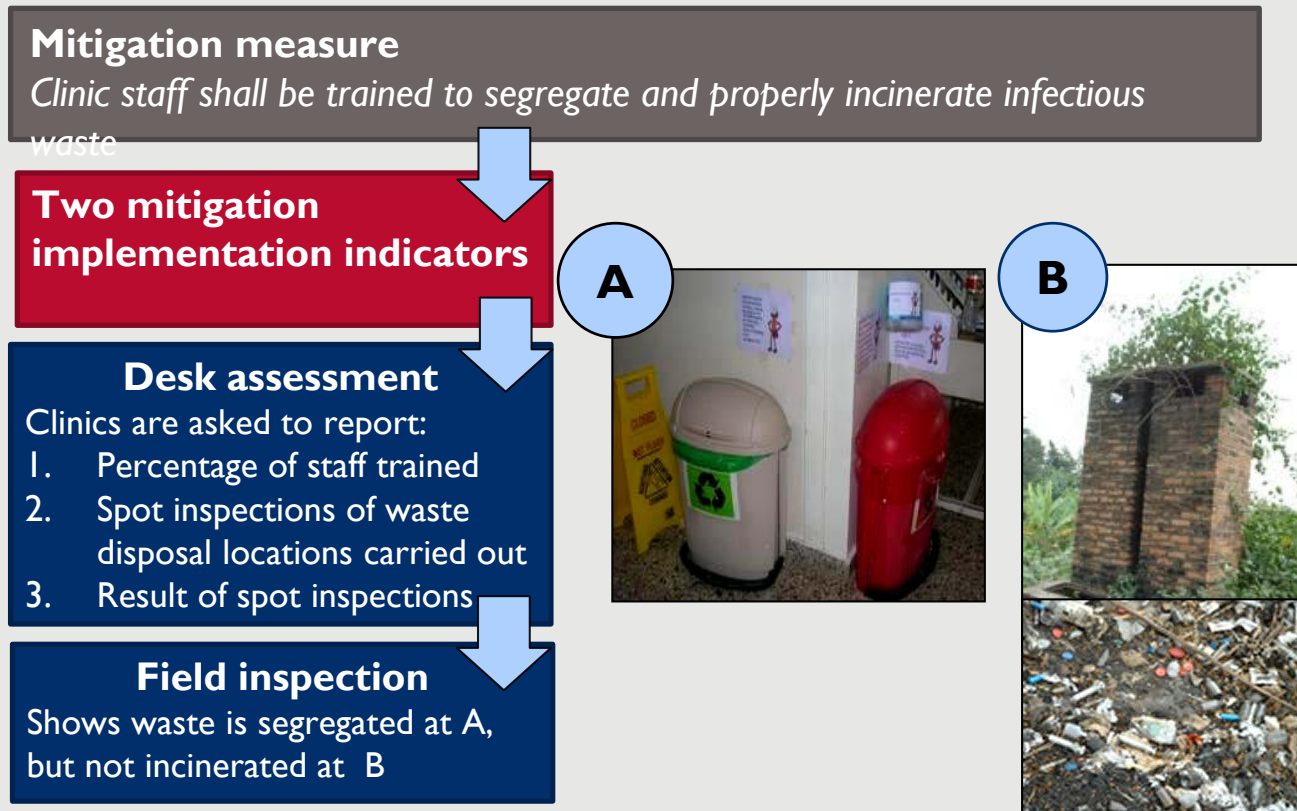 Mitigation measure
Clinic staff shall be trained to segregate and properly incinerate infectious
waste
Two mitigation
implementation indicators
Desk assessment
Clinics are asked to report:
1. Percentage of staff trained
2. Spot inspections of waste
disposal locations carried out
3. Result of spot inspections
Field inspection
Shows waste is segregated at A,
but not incinerated at B
A
CLOSED
B